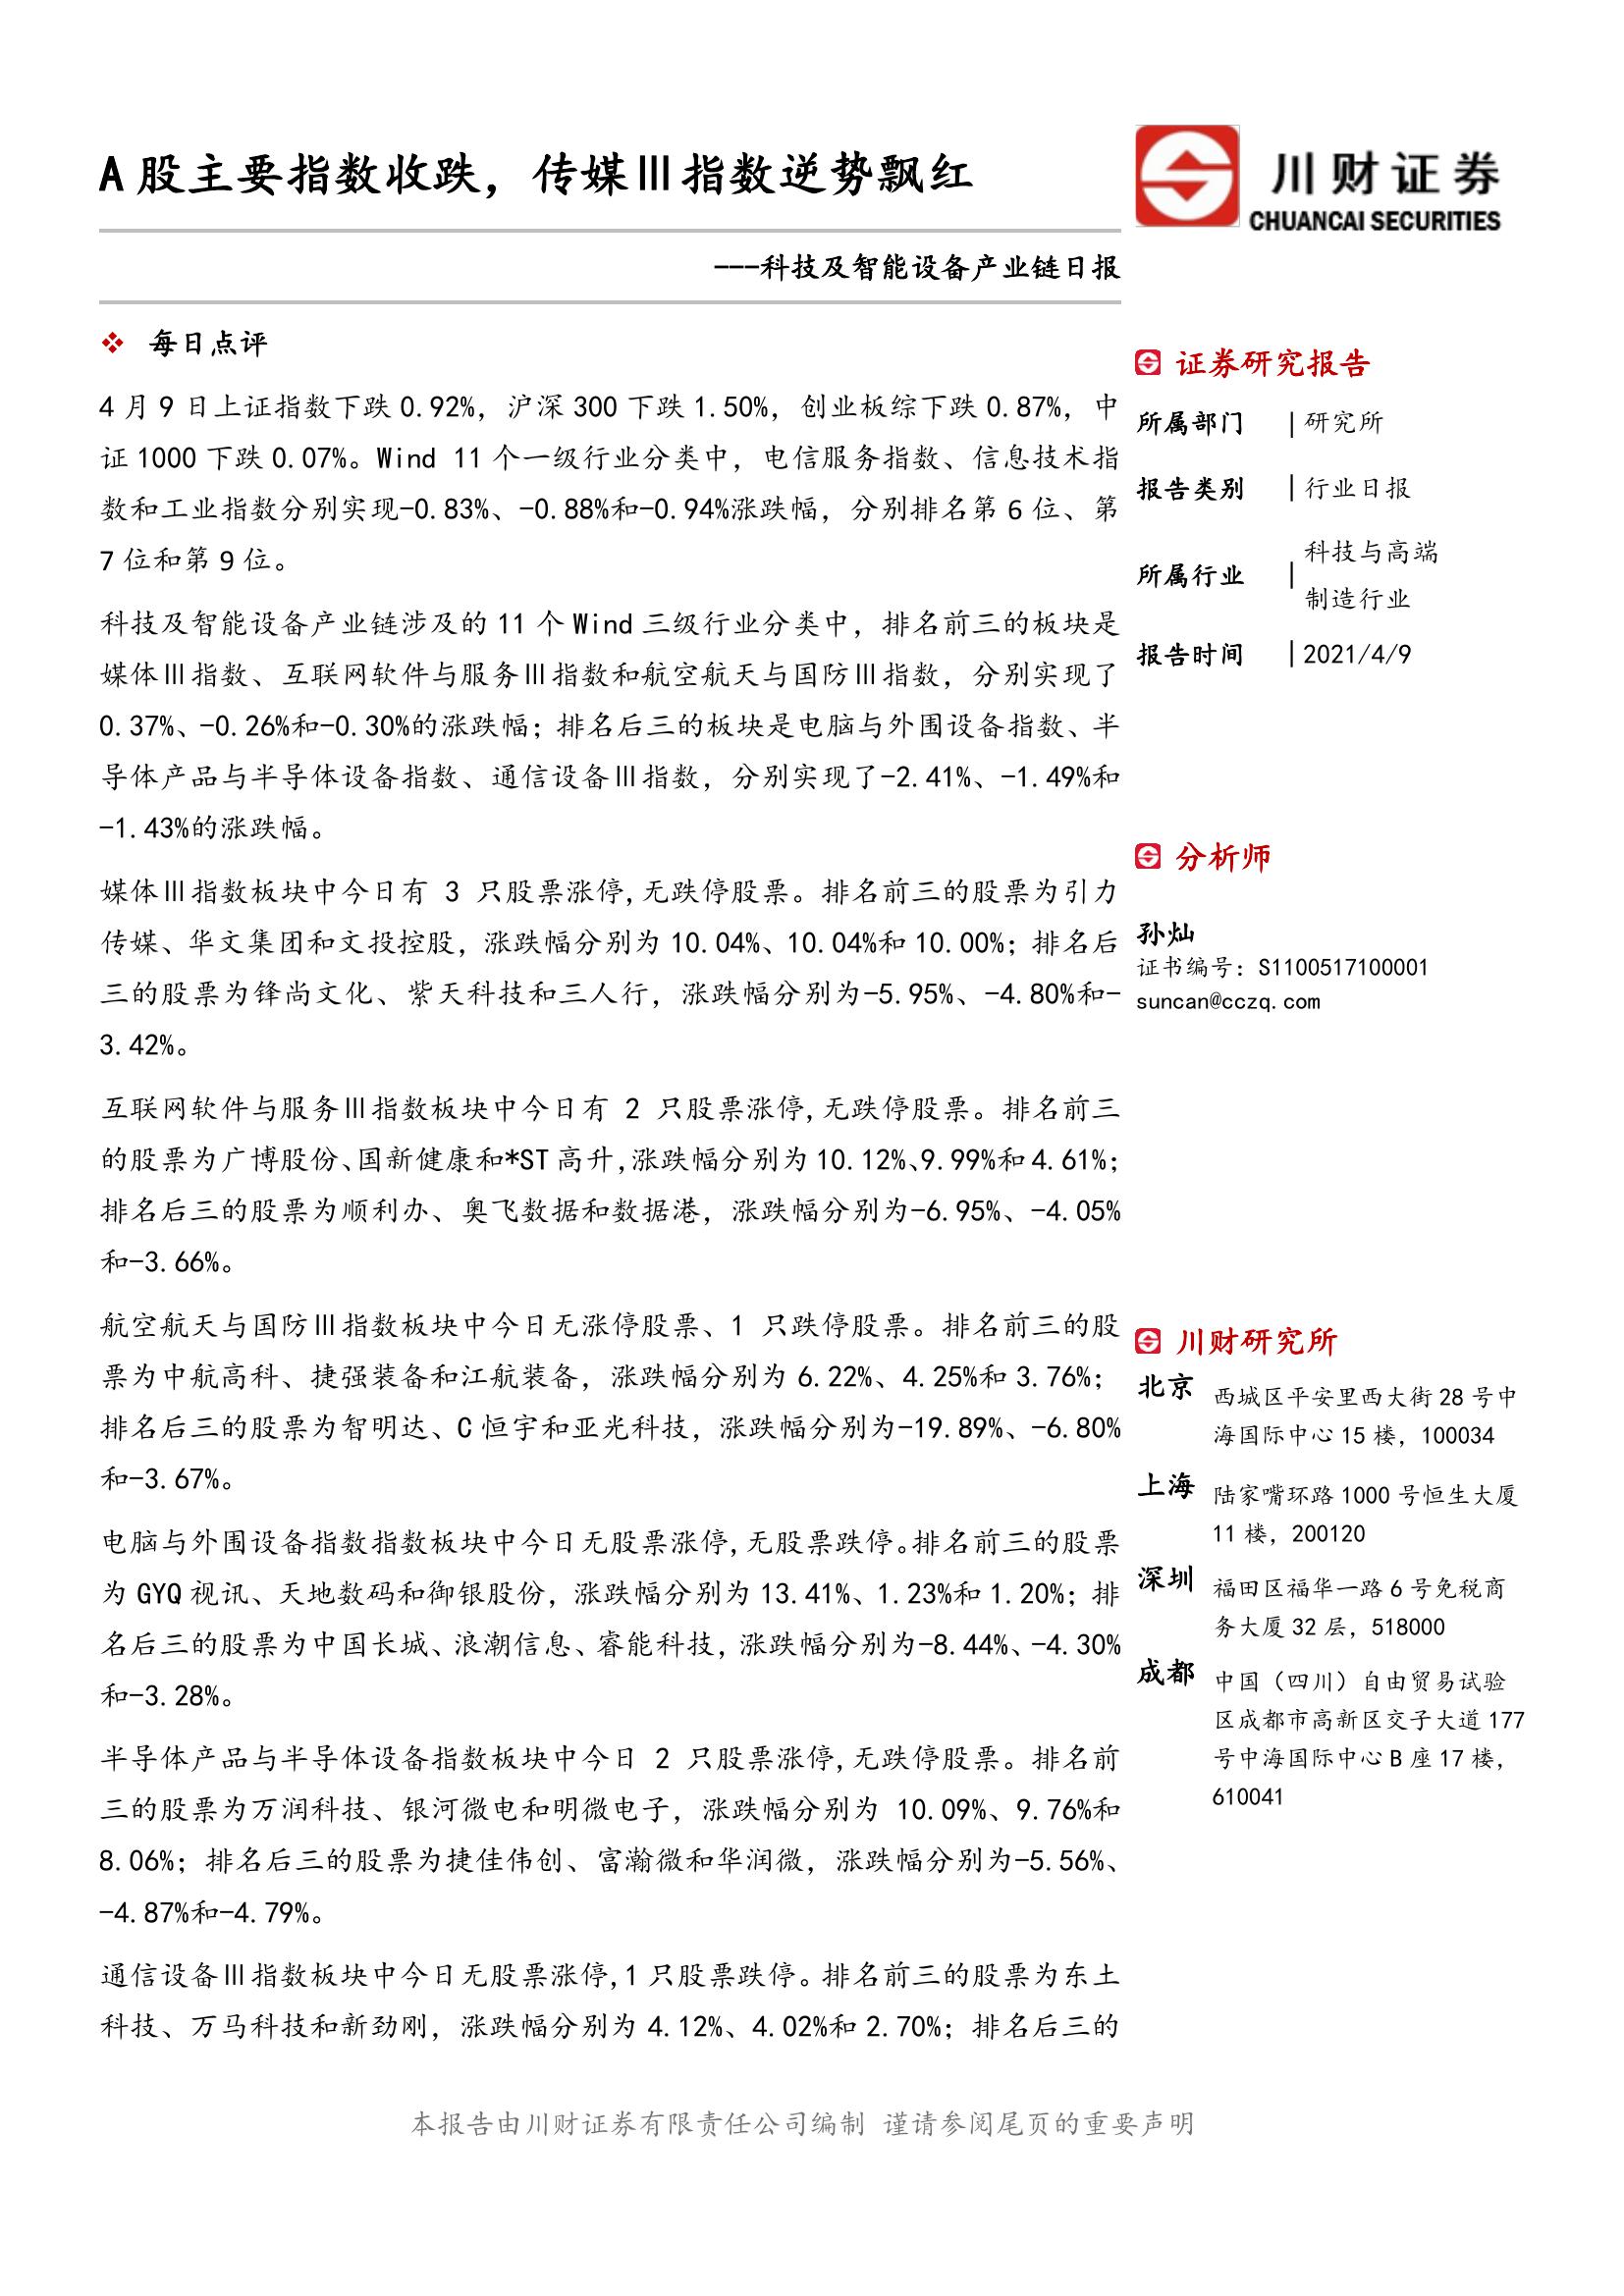 A 股主要指数收跌，传媒Ⅲ指数逆势飘红
川财证券
CHUANCAI SECURITIES
---科技及智能设备产业链日报
每日点评
4 月 9 日上证指数下跌 0.92%，沪深 300 下跌 1.50%，创业板综下跌 0.87%，中
证 1000 下跌 0.07%。Wind 11 个一级行业分类中，电信服务指数、信息技术指
数和工业指数分别实现-0.83%、-0.88%和-0.94%涨跌幅，分别排名第 6 位、第
7 位和第 9 位。
科技及智能设备产业链涉及的 11 个 Wind 三级行业分类中，排名前三的板块是
媒体Ⅲ指数、互联网软件与服务Ⅲ指数和航空航天与国防Ⅲ指数，分别实现了
0.37%、-0.26%和-0.30%的涨跌幅；排名后三的板块是电脑与外围设备指数、半
导体产品与半导体设备指数、通信设备Ⅲ指数，分别实现了-2.41%、-1.49%和
-1.43%的涨跌幅。
媒体Ⅲ指数板块中今日有 3 只股票涨停,无跌停股票。排名前三的股票为引力
传媒、华文集团和文投控股，涨跌幅分别为 10.04%、10.04%和 10.00%；排名后
三的股票为锋尚文化、紫天科技和三人行，涨跌幅分别为-5.95%、-4.80%和-
3.42%。
互联网软件与服务Ⅲ指数板块中今日有 2 只股票涨停,无跌停股票。排名前三
的股票为广博股份、国新健康和*ST 高升,涨跌幅分别为 10.12%、9.99%和 4.61%；
排名后三的股票为顺利办、奥飞数据和数据港，涨跌幅分别为-6.95%、-4.05%
和-3.66%。
航空航天与国防Ⅲ指数板块中今日无涨停股票、1 只跌停股票。排名前三的股
票为中航高科、捷强装备和江航装备，涨跌幅分别为 6.22%、4.25%和 3.76%；
排名后三的股票为智明达、C 恒宇和亚光科技，涨跌幅分别为-19.89%、-6.80%
和-3.67%。
电脑与外围设备指数指数板块中今日无股票涨停,无股票跌停。排名前三的股票
为 GYQ 视讯、天地数码和御银股份，涨跌幅分别为 13.41%、1.23%和 1.20%；排
名后三的股票为中国长城、浪潮信息、睿能科技，涨跌幅分别为-8.44%、-4.30%
和-3.28%。
半导体产品与半导体设备指数板块中今日 2 只股票涨停,无跌停股票。排名前
三的股票为万润科技、银河微电和明微电子，涨跌幅分别为 10.09%、9.76%和
8.06%；排名后三的股票为捷佳伟创、富瀚微和华润微，涨跌幅分别为-5.56%、
-4.87%和-4.79%。
通信设备Ⅲ指数板块中今日无股票涨停,1 只股票跌停。排名前三的股票为东土
科技、万马科技和新劲刚，涨跌幅分别为 4.12%、4.02%和 2.70%；排名后三的
证券研究报告
所属部门 | 研究所
报告类别 | 行业日报
所属行业 | 科技与高端
制造行业
报告时间 | 2021/4/9
分析师
孙灿
证书编号：S1100517100001
suncan@cczq.com
川财研究所
北京 西城区平安里西大街 28 号中
海国际中心 15 楼，100034
上海 陆家嘴环路 1000 号恒生大厦
11 楼，200120
深圳 福田区福华一路 6 号免税商
务大厦 32 层，518000
成都 中国（四川）自由贸易试验
区成都市高新区交子大道 177
号中海国际中心 B 座 17 楼，
610041
本报告由川财证券有限责任公司编制 谨请参阅尾页的重要声明